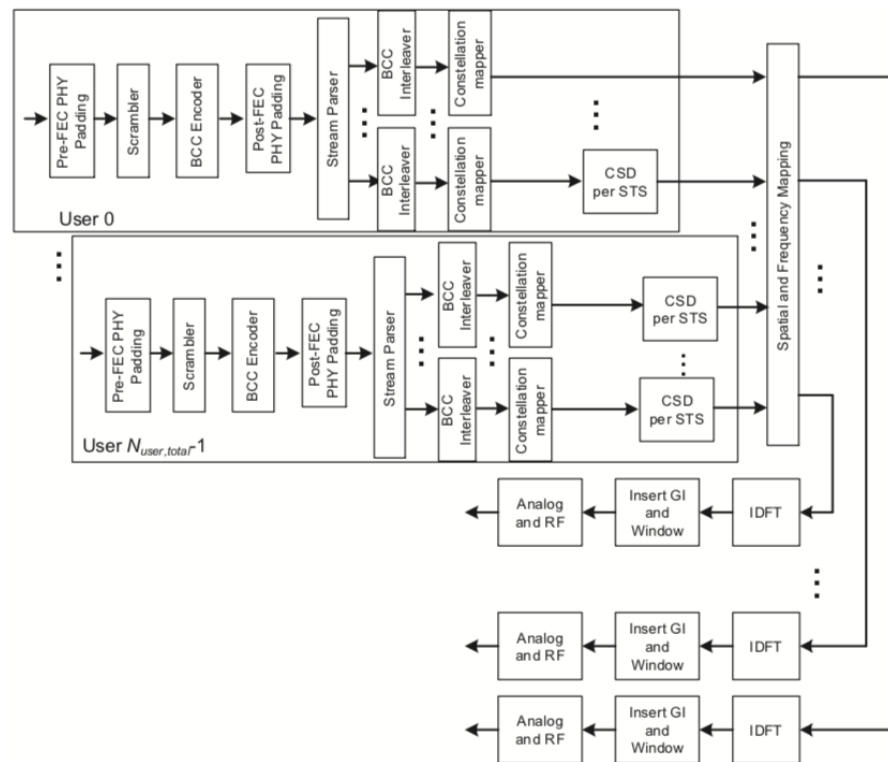 Pre-FEC PHY
Padding
Scrambler
BCC Encoder
Post-FEC
PHY Padding
Stream Parser
BCC
Interleaver
Constellation
mapper
BCC
Interleaver
Constellation
mapper
CSD
per STS
User 0
Spatial and Frequency Mapping
Pre-FEC PHY
Padding
Scrambler
BCC Encoder
Post-FEC
PHY Padding
Stream Parser
BCC
Interleaver
Constellation
mapper
CSD
per STS
BCC
Interleaver
Constellation
mapper
CSD
per STS
User Nuser,total-1
Analog
and RF
Insert GI
and
Window
IDFT
Analog
and RF
Insert GI
and
Window
IDFT
Analog
and RF
Insert GI
and
Window
IDFT